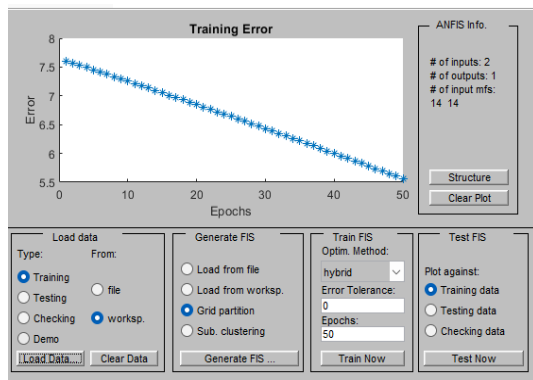 Training Error
8
7.5
7
6.5
6
5.5
Error
0
10
20
30
40
50
Epochs
ANFIS Info.
# of inputs: 2
# of outputs: 1
# of input mfs:
14 14
Structure
Clear Plot
Load data
Type:
From:
Training
Testing
Checking
Demo
file
worksp.
Load Data...
Clear Data
Generate FIS
Load from file
Load from worksp.
Grid partition
Sub. clustering
Generate FIS ...
Train FIS
Optim. Method:
hybrid
Error Tolerance:
0
Epochs:
50
Train Now
Test FIS
Plot against:
Training data
Testing data
Checking data
Test Now